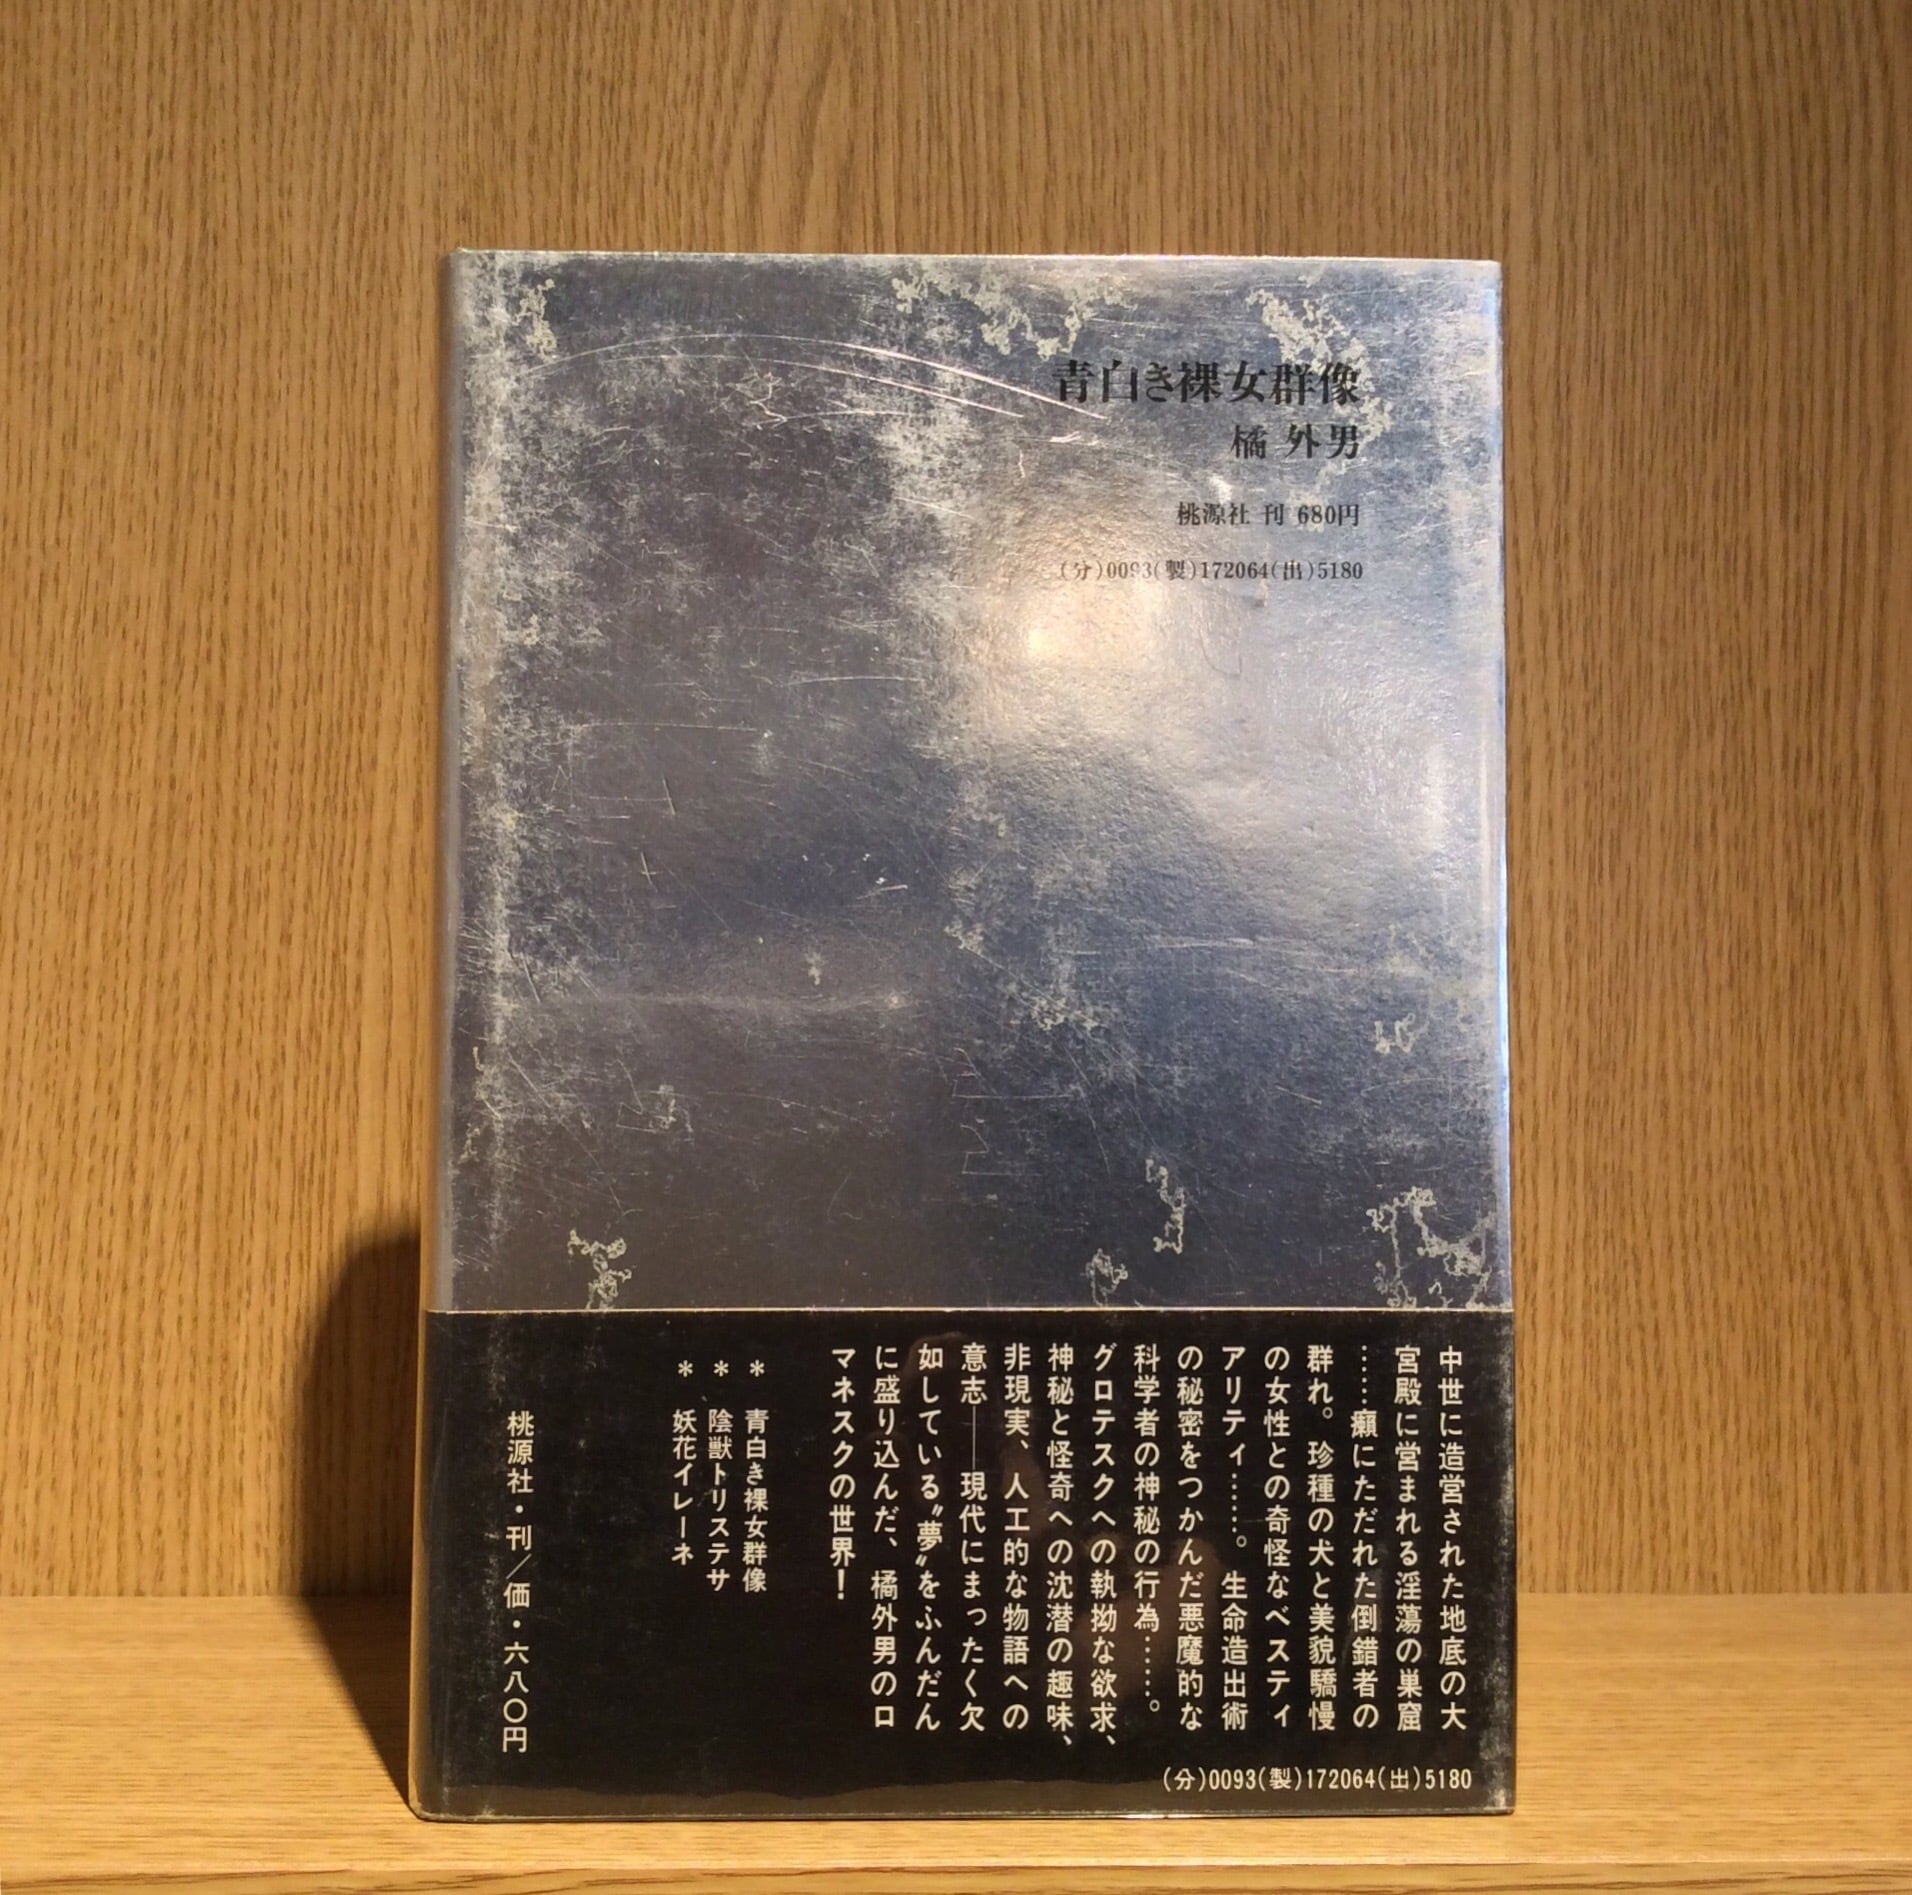 青白き裸女群像
橘 外男
桃源社 刊 680円
(分)0093(製)172064(出)5180
中世に造営された地底の大
宮殿に営まれる淫蕩の巣窟
……癩にただれた倒錯者の
群れ。珍種の犬と美貌驕慢
の女性との奇怪なベスティ
アリティ……。生命造出術
の秘密をつかんだ悪魔的な
科学者の神秘の行為……。
グロテスクへの執拗な欲求、
神秘と怪奇への沈潜の趣味、
非現実、人工的な物語への
意志──現代にまったく欠
如している〝夢〟をふんだん
に盛り込んだ、橘外男のロ
マネスクの世界!
* 青白き裸女群像
* 陰獣トリステサ
* 妖花イレーネ
桃源社・刊/価・六八〇円
(分)0093(製)172064(出)5180